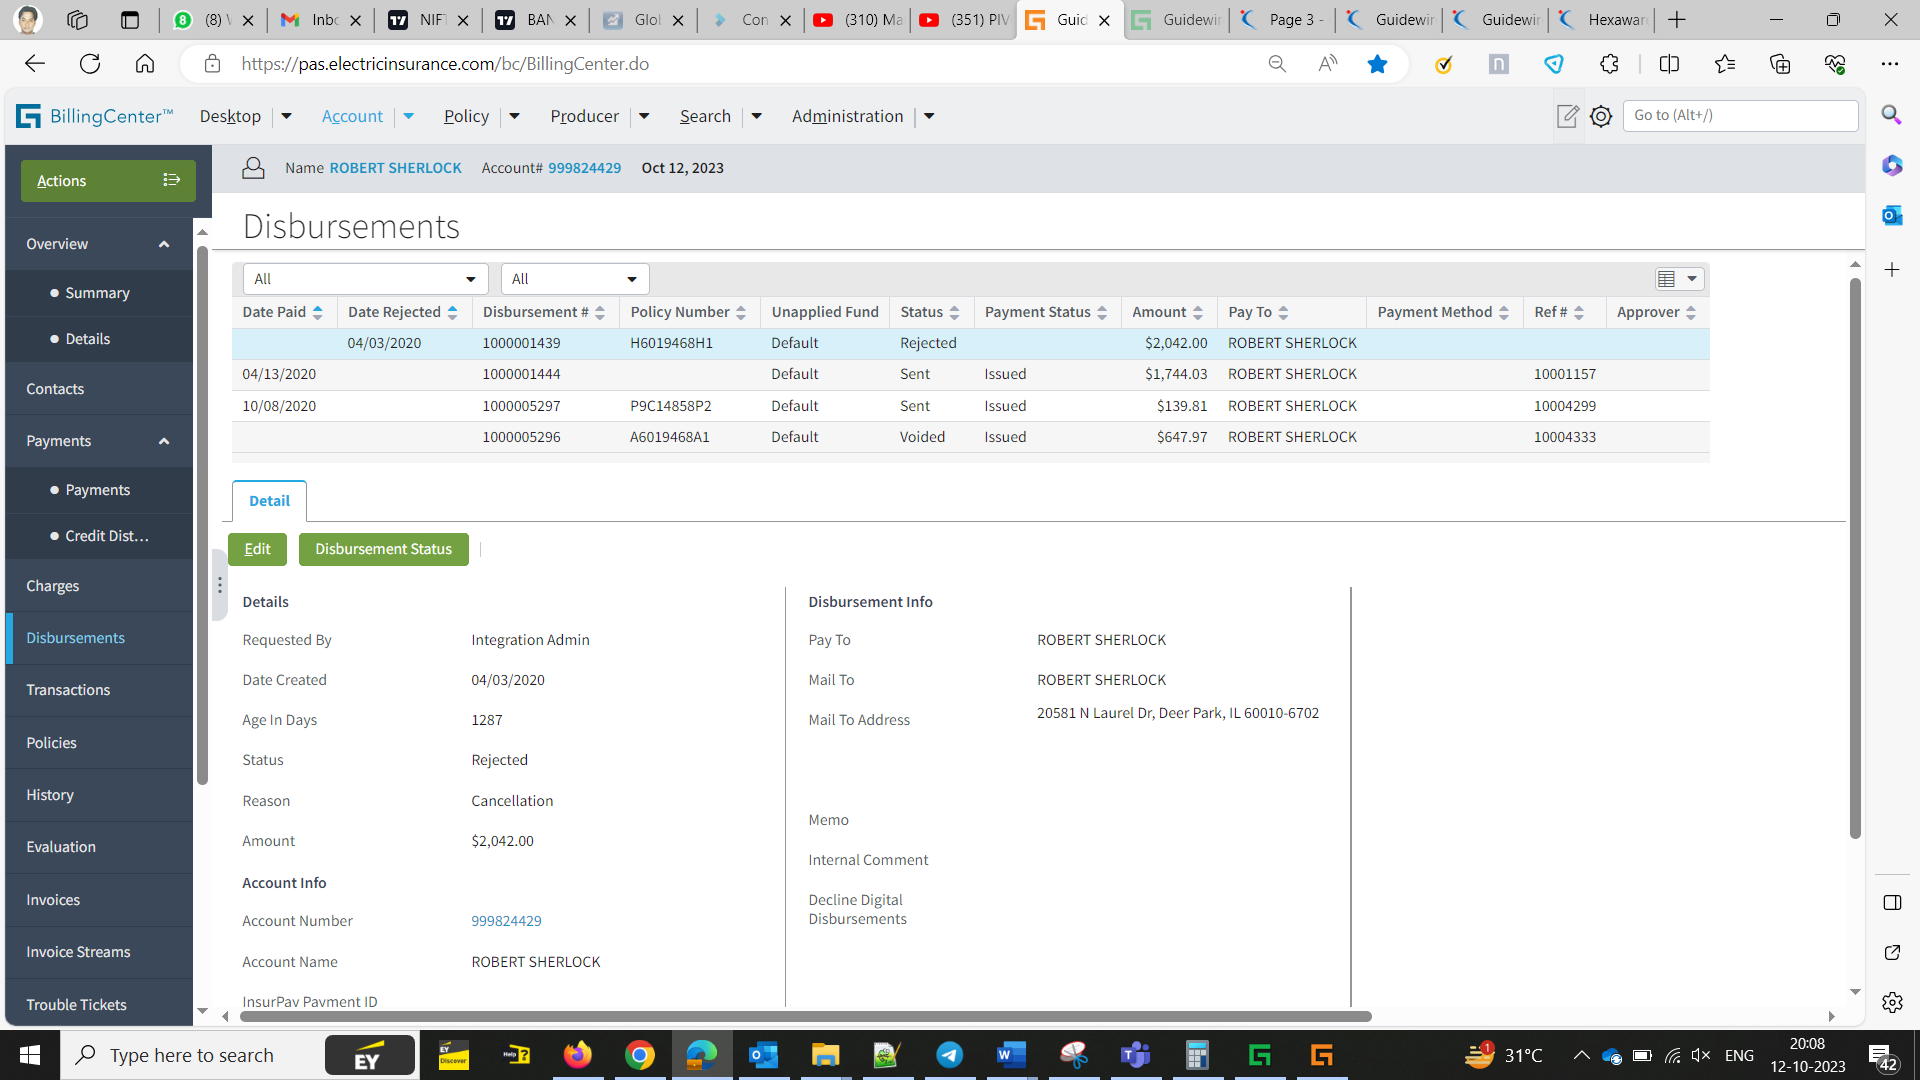 (8) V
Inbo
NIFT
BAN
Glob
Con
(310) Ma
(351) PIV
Guid
Guidewir
Page 3 -
Guidewir
Guidewir
Hexawar
https://pas.electricinsurance.com/bc/BillingCenter.do
BillingCenter™ Desktop Account Policy Producer Search Administration Go to (Alt+/)
Actions
Name ROBERT SHERLOCK Account# 999824429 Oct 12, 2023
Overview
Summary
Details
Contacts
Payments
Payments
Credit Dist...
Charges
Disbursements
Transactions
Policies
History
Evaluation
Invoices
Invoice Streams
Trouble Tickets
Disbursements
All All
Date Paid Date Rejected Disbursement # Policy Number Unapplied Fund Status Payment Status Amount Pay To Payment Method Ref # Approver
04/03/2020 1000001439 H6019468H1 Default Rejected $2,042.00 ROBERT SHERLOCK
04/13/2020 1000001444 Default Sent Issued $1,744.03 ROBERT SHERLOCK 10001157
10/08/2020 1000005297 P9C14858P2 Default Sent Issued $139.81 ROBERT SHERLOCK 10004299
1000005296 A6019468A1 Default Voided Issued $647.97 ROBERT SHERLOCK 10004333
Detail
Edit Disbursement Status
Details
Requested By Integration Admin
Date Created 04/03/2020
Age In Days 1287
Status Rejected
Reason Cancellation
Amount $2,042.00
Account Info
Account Number 999824429
Account Name ROBERT SHERLOCK
InsurPay Payment ID
Disbursement Info
Pay To ROBERT SHERLOCK
Mail To ROBERT SHERLOCK
Mail To Address 20581 N Laurel Dr, Deer Park, IL 60010-6702
Memo
Internal Comment
Decline Digital
Disbursements
Type here to search
EY
EY
Discover
Help ?
1
31°C
ENG
20:08
12-10-2023
42